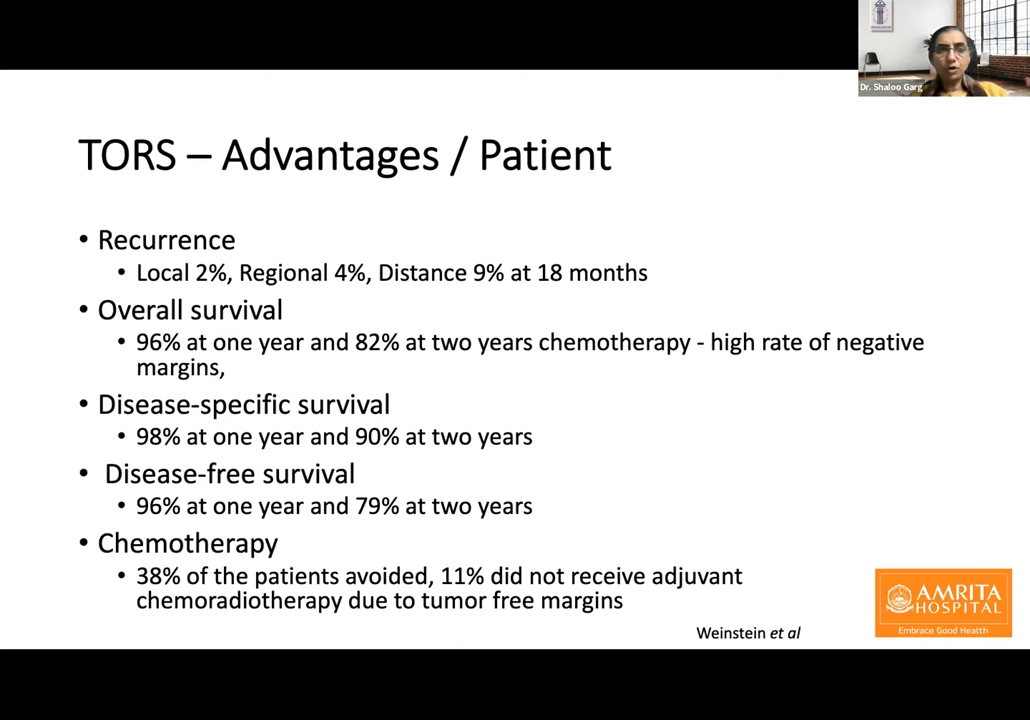 Dr. Shaloo Garg
TORS – Advantages / Patient
• Recurrence
• Local 2%, Regional 4%, Distance 9% at 18 months
• Overall survival
• 96% at one year and 82% at two years chemotherapy - high rate of negative
margins,
• Disease-specific survival
• 98% at one year and 90% at two years
• Disease-free survival
• 96% at one year and 79% at two years
• Chemotherapy
• 38% of the patients avoided, 11% did not receive adjuvant
chemoradiotherapy due to tumor free margins
Weinstein et al
AMRITA
HOSPITAL
Embrace Good Health